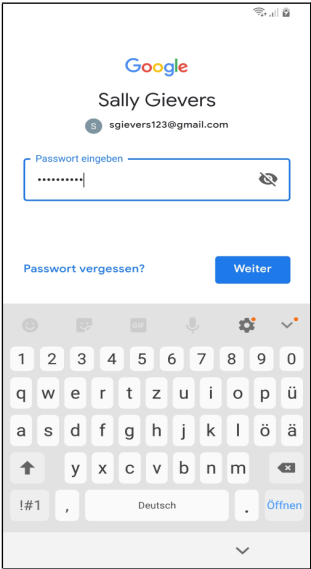 Google
Sally Gievers
S sgievers123@gmail.com
Passwort eingeben
••••••••••
Passwort vergessen? Weiter
GIF
1 2 3 4 5 6 7 8 9 0
q w e r t z u i o p ü
a s d f g h j k l ö ä
y x c v b n m
!#1 , Deutsch . Öffnen